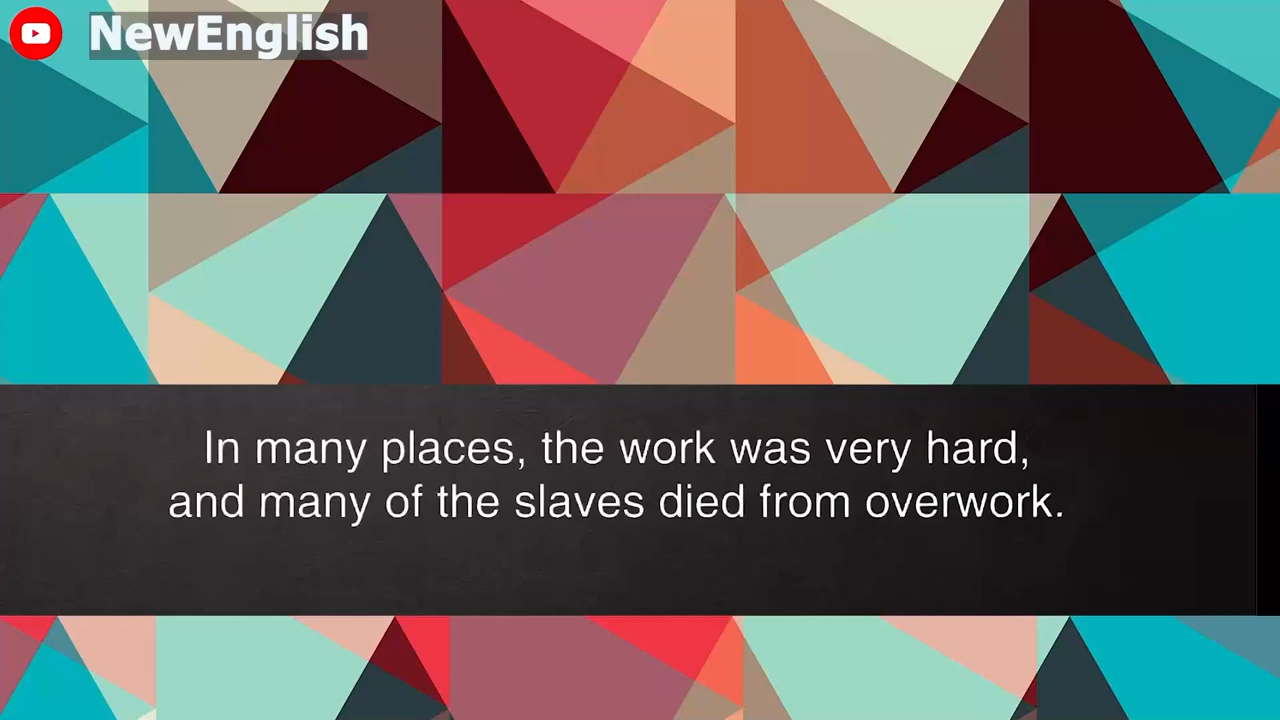 NewEnglish
In many places, the work was very hard,
and many of the slaves died from overwork.